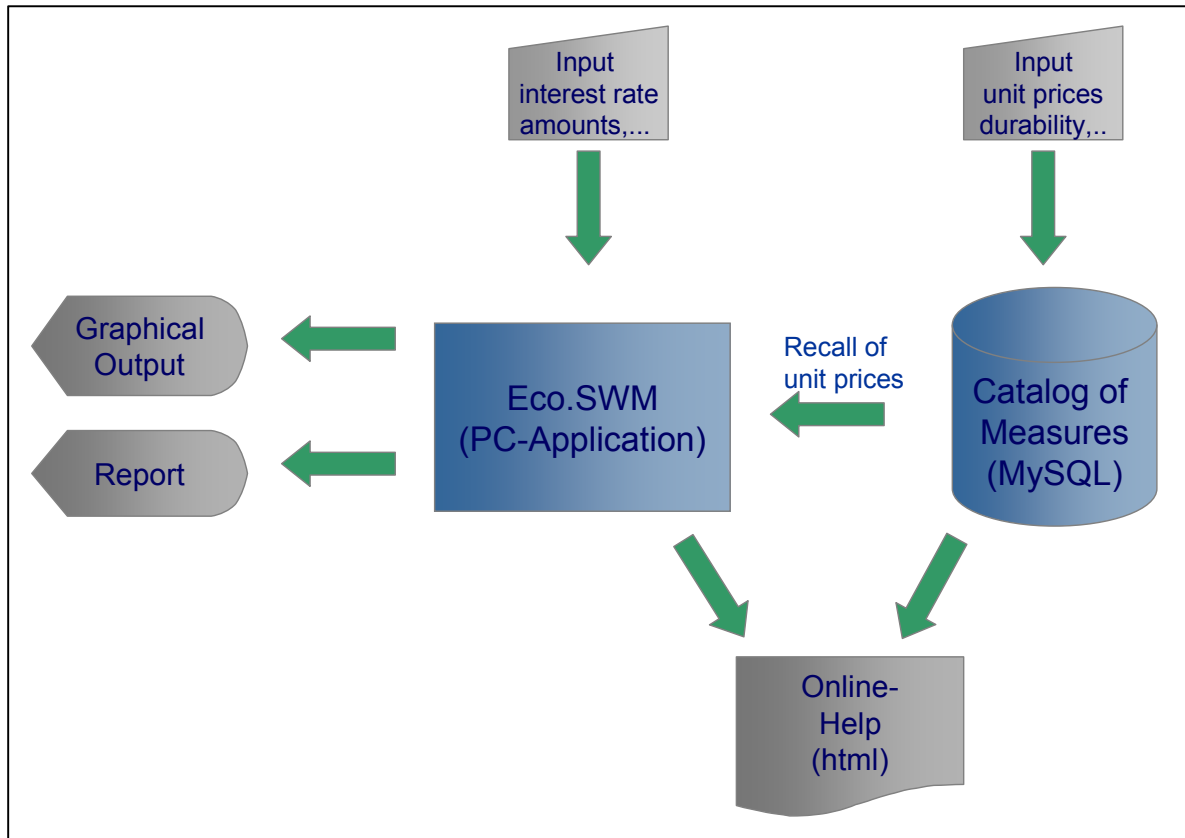 Input
interest rate
amounts,...
Input
unit prices
durability,..
Graphical
Output
Report
Eco.SWM
(PC-Application)
Recall of
unit prices
Catalog of
Measures
(MySQL)
Online-
Help
(html)